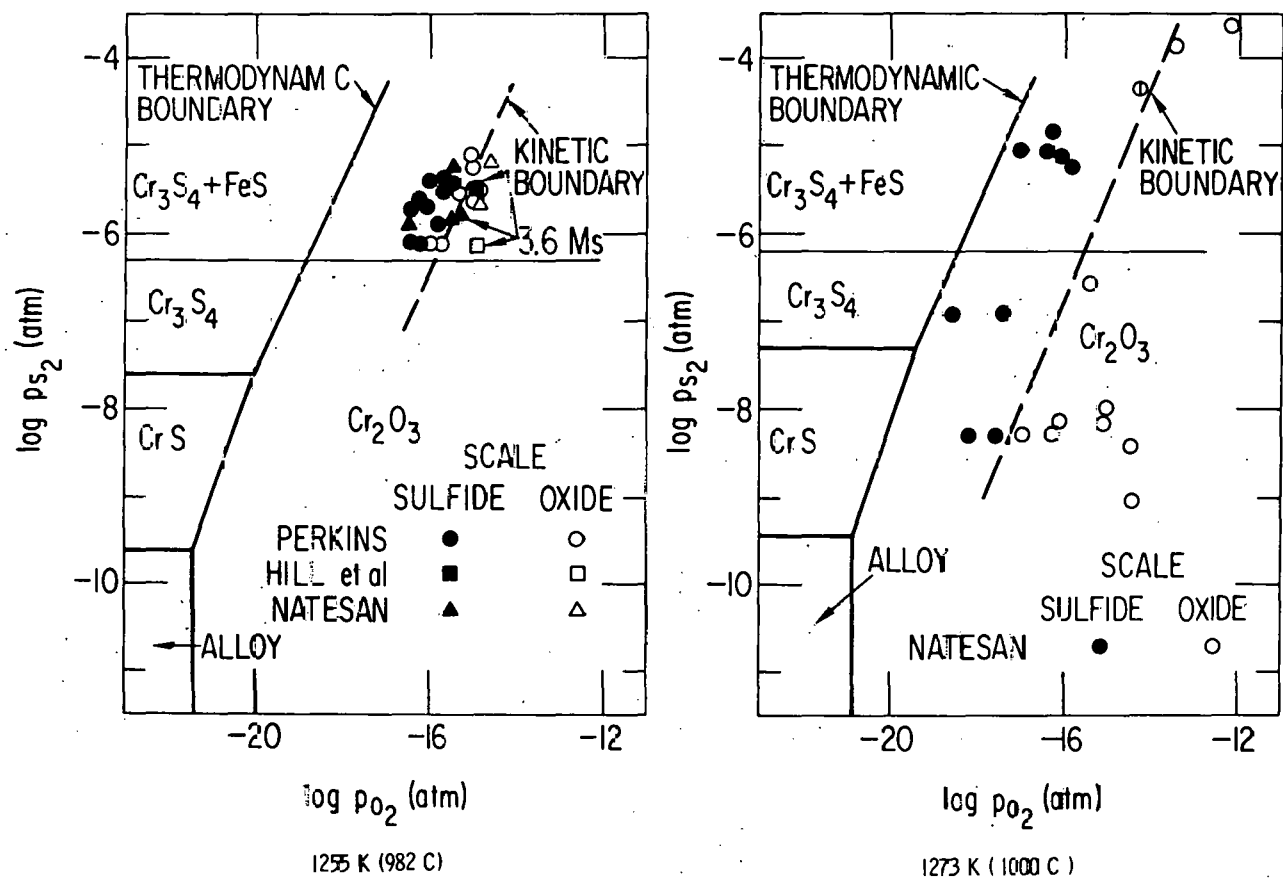 -4
THERMODYNAM C
BOUNDARY
KINETIC
BOUNDARY
Cr₃S₄+FeS
-6
3.6 Ms
Cr₃S₄
log pS₂ (atm)
-8
CrS
Cr₂O₃
SCALE
SULFIDE OXIDE
PERKINS
HILL et al
NATESAN
-10
ALLOY
-20 -16 -12
log pO₂ (atm)
1255 K (982 C)
-4
THERMODYNAMIC
BOUNDARY
KINETIC
BOUNDARY
Cr₃S₄+FeS
-6
Cr₃S₄
Cr₂O₃
log pS₂ (atm)
-8
CrS
-10
ALLOY
SCALE
SULFIDE OXIDE
NATESAN
-20 -16 -12
log pO₂ (atm)
1273 K (1000 C)